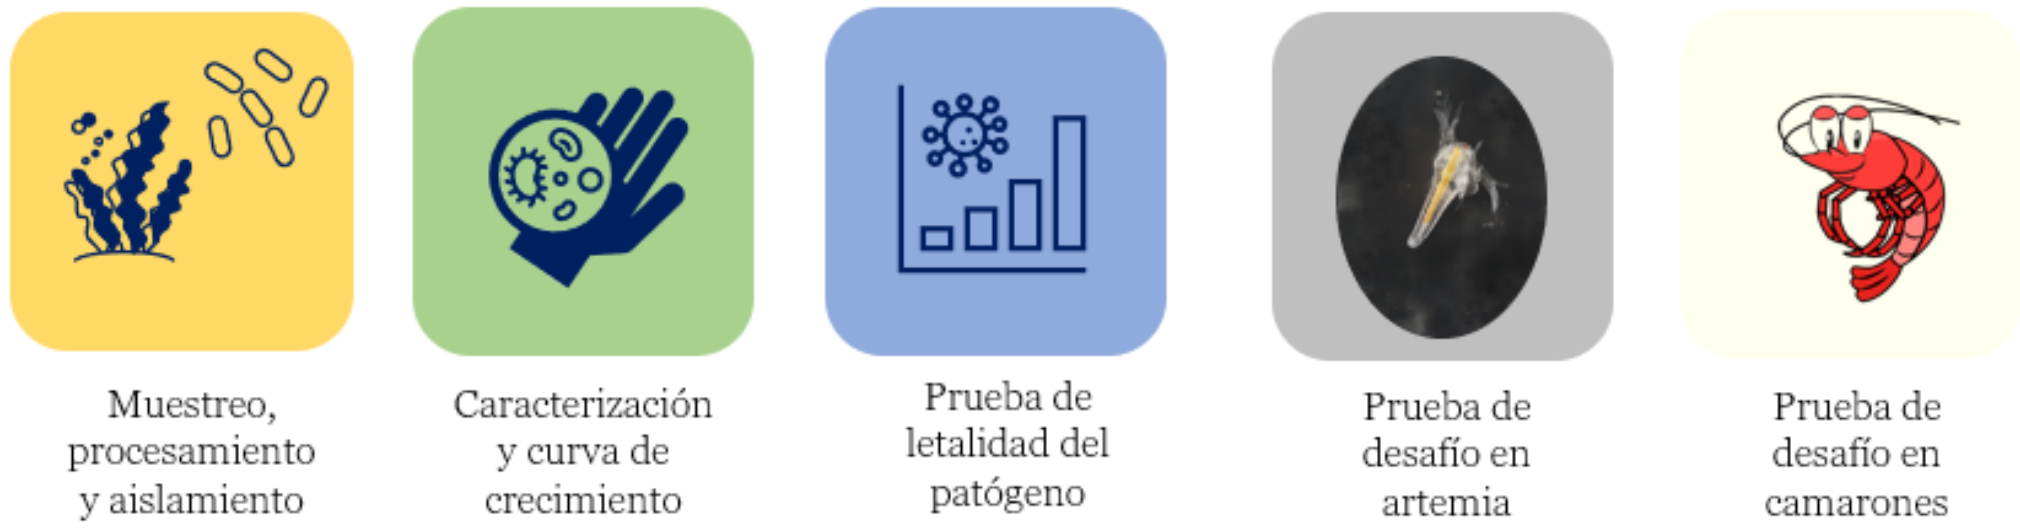 Muestreo,
procesamiento
y aislamiento
Caracterización
y curva de
crecimiento
Prueba de
letalidad del
patógeno
Prueba de
desafío en
artemia
Prueba de
desafío en
camarones